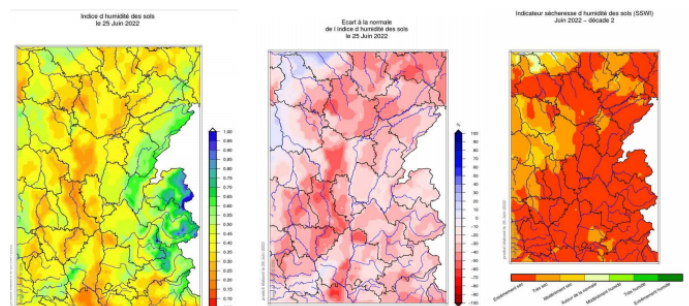 Indice d humidité des sols
le 25 Juin 2022
1.00
0.90
0.85
0.80
0.75
0.70
0.65
0.60
0.55
0.50
0.45
0.40
0.35
0.30
0.25
0.20
0.15
0.10
Ecart à la normale
de l indice d humidité des sols
le 25 Juin 2022
%
100
90
80
70
60
50
40
30
20
10
0
-10
-20
-30
-40
-50
-60
-70
-80
-90
-100
Indicateur sécheresse d humidité des sols (SSWI)
Juin 2022 – décade 2
Extrêmement sec
Très sec
Modérément sec
Autour de la normale
Modérément humide
Très humide
Extrêmement humide